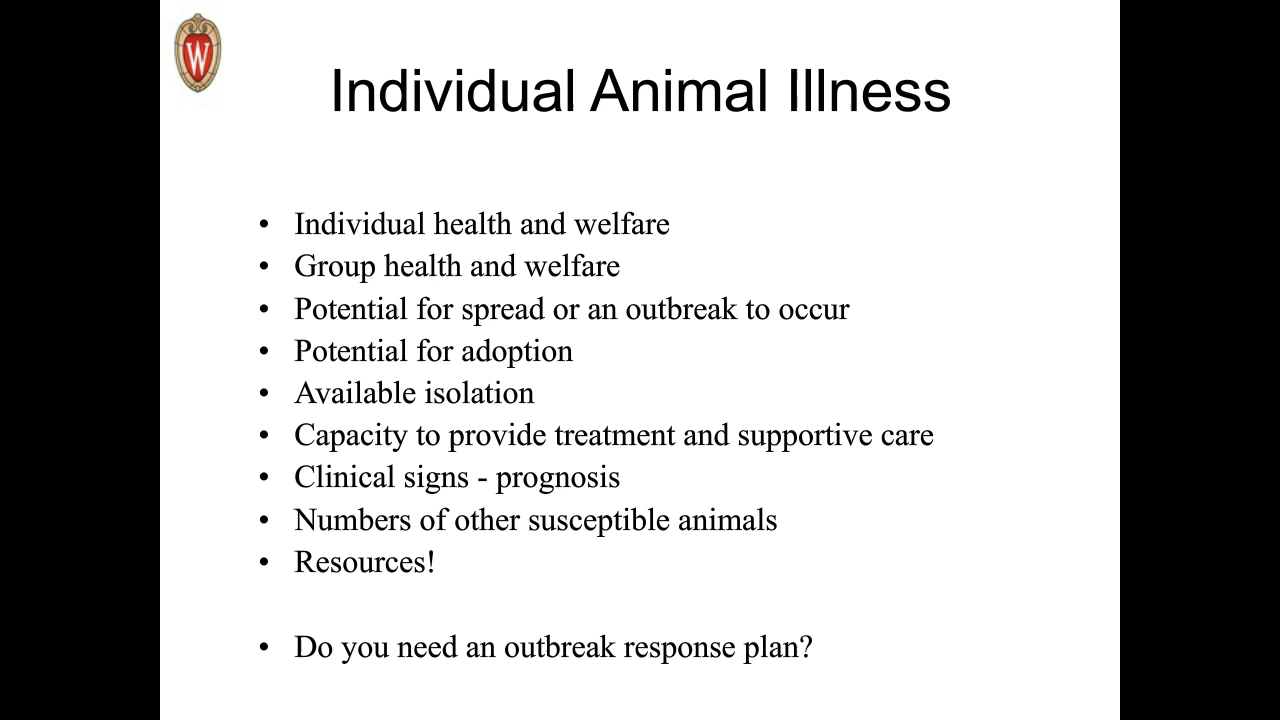 W
Individual Animal Illness
• Individual health and welfare
• Group health and welfare
• Potential for spread or an outbreak to occur
• Potential for adoption
• Available isolation
• Capacity to provide treatment and supportive care
• Clinical signs - prognosis
• Numbers of other susceptible animals
• Resources!
• Do you need an outbreak response plan?